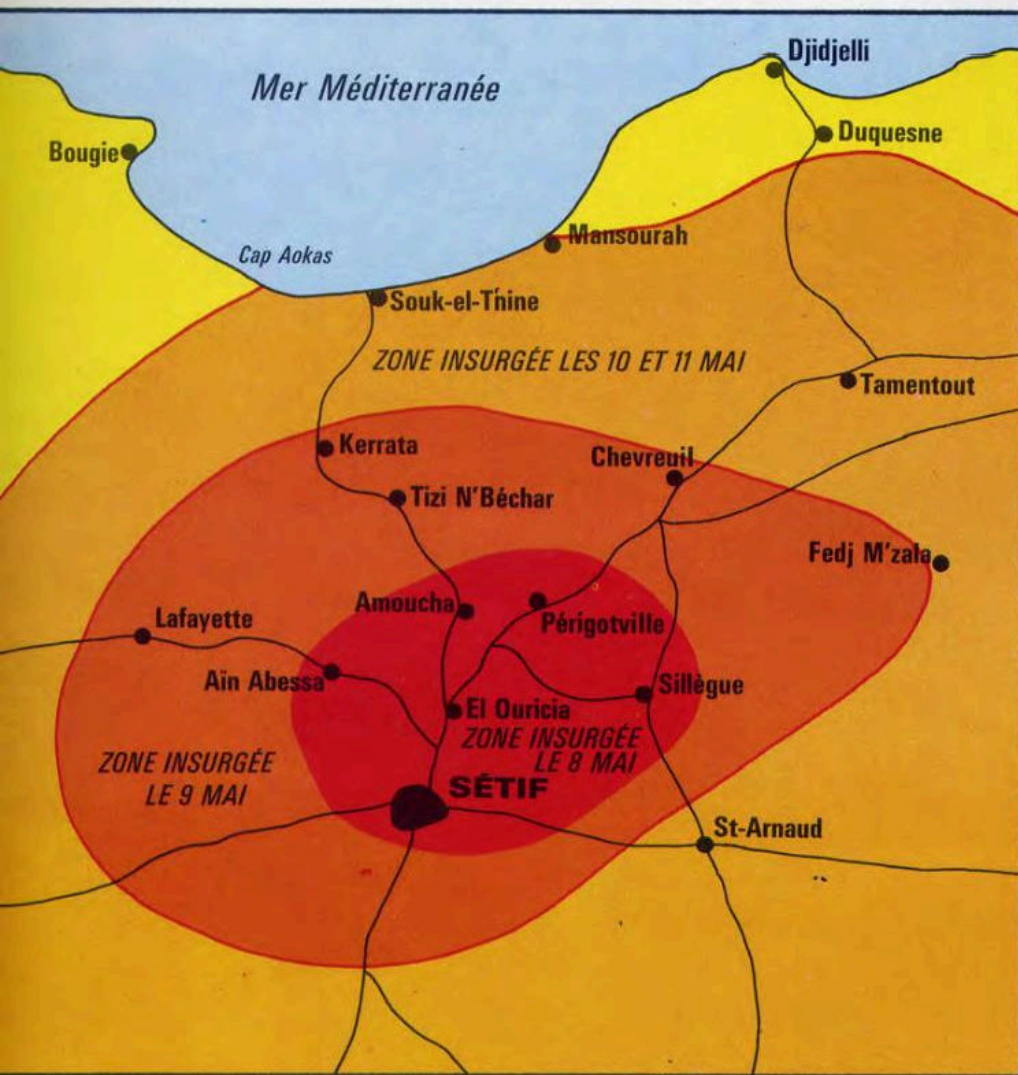 Djidjelli
Mer Méditerranée
Duquesne
Bougie
Mansourah
Cap Aokas
Souk-el-Thine
ZONE INSURGÉE LES 10 ET 11 MAI
Tamentout
Kerrata
Chevreuil
Tizi N'Béchar
Fedj M'zala
Amoucha
Périgotville
Lafayette
Aïn Abessa
Sillègue
El Ouricia
ZONE INSURGÉE
LE 8 MAI
ZONE INSURGÉE
LE 9 MAI
SÉTIF
St-Arnaud